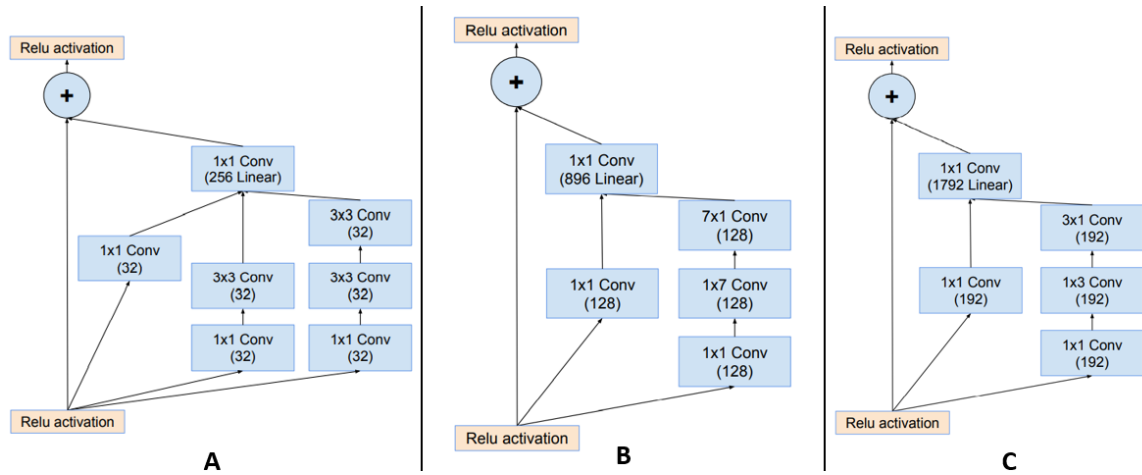 Relu activation
+
1x1 Conv
(256 Linear)
3x3 Conv
(32)
1x1 Conv
(32)
3x3 Conv
(32)
3x3 Conv
(32)
1x1 Conv
(32)
1x1 Conv
(32)
Relu activation
A
Relu activation
+
1x1 Conv
(896 Linear)
7x1 Conv
(128)
1x1 Conv
(128)
1x7 Conv
(128)
1x1 Conv
(128)
Relu activation
B
Relu activation
+
1x1 Conv
(1792 Linear)
3x1 Conv
(192)
1x1 Conv
(192)
1x3 Conv
(192)
1x1 Conv
(192)
Relu activation
C